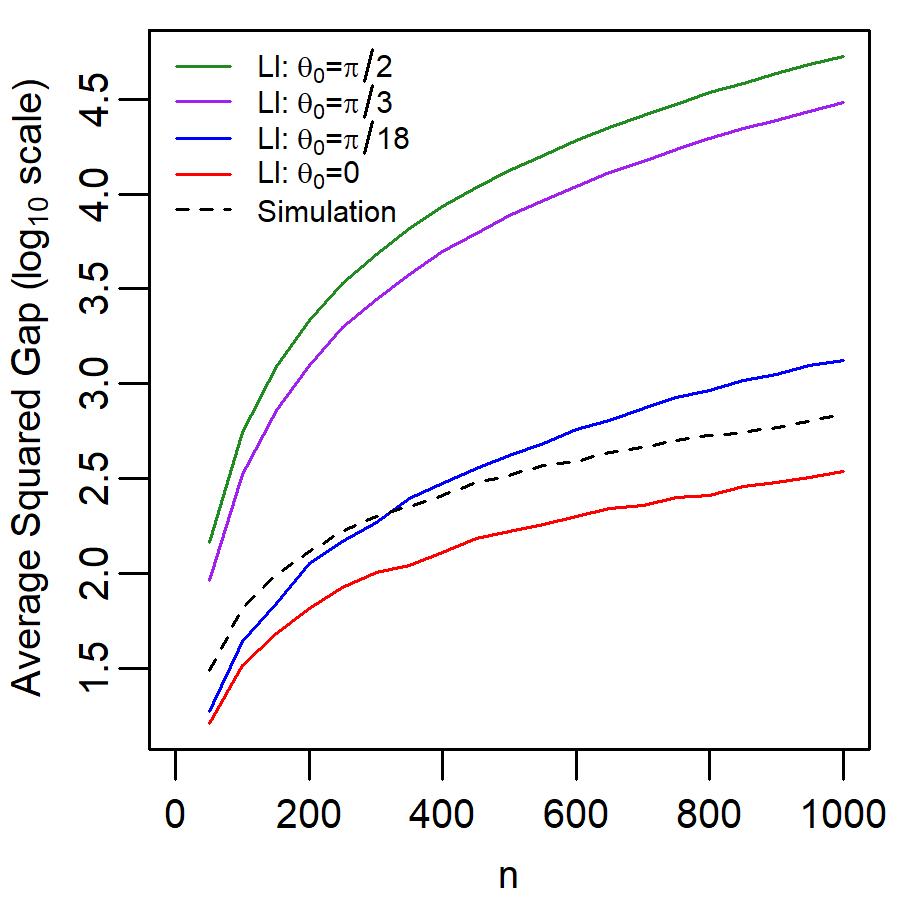 LI: θ₀=π/2
LI: θ₀=π/3
LI: θ₀=π/18
LI: θ₀=0
Simulation
Average Squared Gap (log₁₀ scale)
4.5
4.0
3.5
3.0
2.5
2.0
1.5
0 200 400 600 800 1000
n